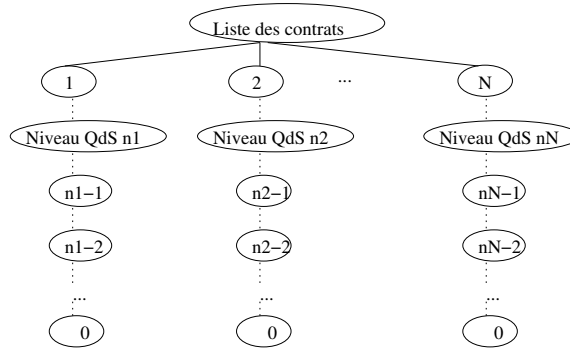 Liste des contrats
1 2 ... N
Niveau QdS n1 Niveau QdS n2 Niveau QdS nN
n1−1 n2−1 nN−1
n1−2 n2−2 nN−2
... ... ...
0 0 0